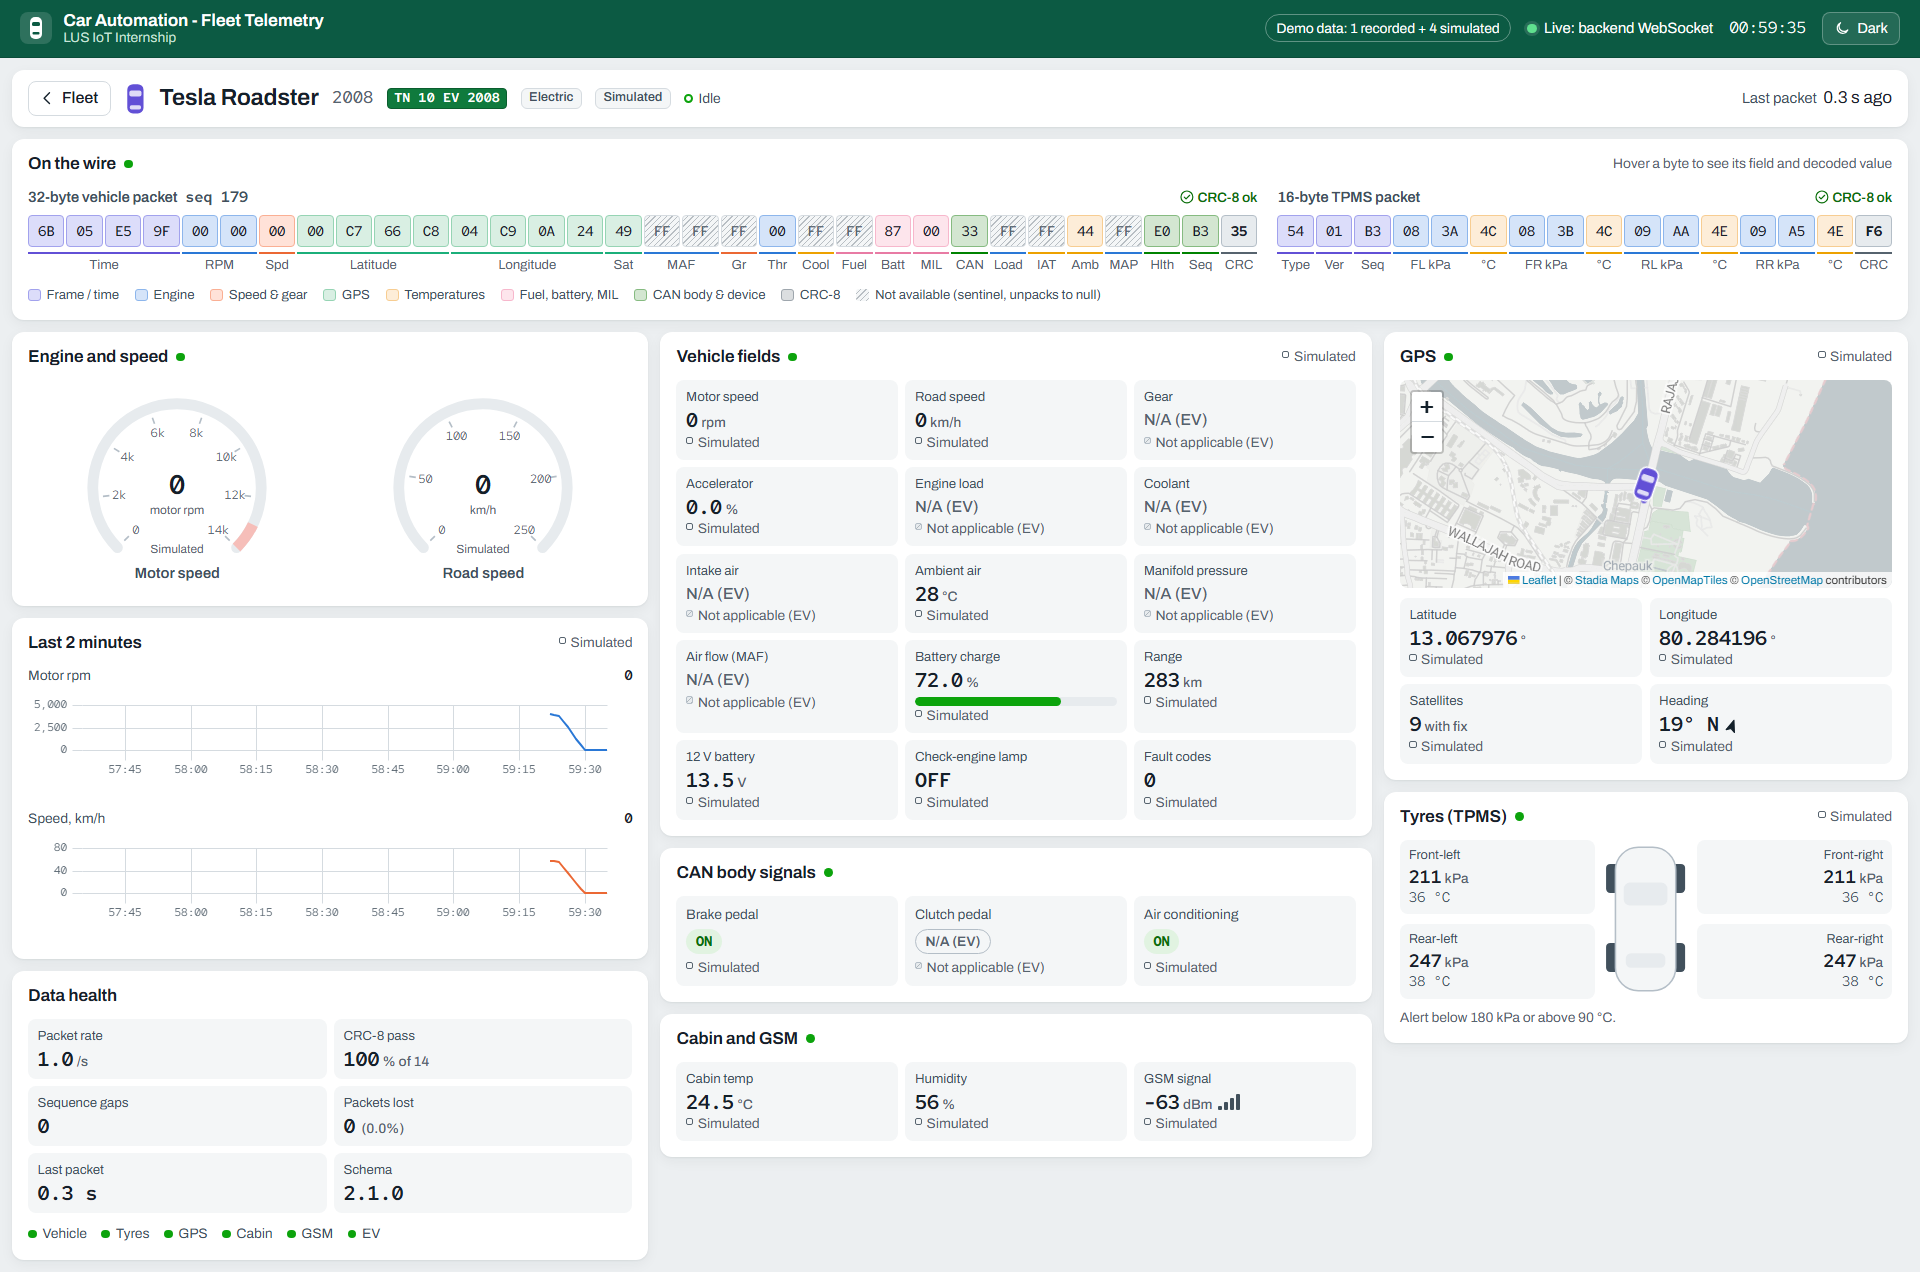 Car Automation - Fleet Telemetry
LUS IoT Internship
Demo data: 1 recorded + 4 simulated
Live: backend WebSocket
00:59:35
Dark
Fleet
Tesla Roadster
2008
TN 10 EV 2008
Electric
Simulated
Idle
Last packet 0.3 s ago
On the wire
Hover a byte to see its field and decoded value
32-byte vehicle packet seq 179
CRC-8 ok
16-byte TPMS packet
CRC-8 ok
6B 05 E5 9F 00 00 00 00 C7 66 C8 04 C9 0A 24 49 FF FF FF 00 FF FF 87 00 33 FF FF 44 FF E0 B3 35
54 01 B3 08 3A 4C 08 3B 4C 09 AA 4E 09 A5 4E F6
Time RPM Spd Latitude Longitude Sat MAF Gr Thr Cool Fuel Batt MIL CAN Load IAT Amb MAP Hlth Seq CRC
Type Ver Seq FL kPa °C FR kPa °C RL kPa °C RR kPa °C CRC
Frame / time
Engine
Speed & gear
GPS
Temperatures
Fuel, battery, MIL
CAN body & device
CRC-8
Not available (sentinel, unpacks to null)
Engine and speed
0
2k
4k
6k
8k
10k
12k
14k
0
motor rpm
Simulated
Motor speed
0
50
100
150
200
250
0
km/h
Simulated
Road speed
Last 2 minutes
Simulated
Motor rpm
0
5,000
2,500
0
57:45 58:00 58:15 58:30 58:45 59:00 59:15 59:30
Speed, km/h
0
80
40
0
57:45 58:00 58:15 58:30 58:45 59:00 59:15 59:30
Data health
Packet rate
1.0 /s
CRC-8 pass
100 % of 14
Sequence gaps
0
Packets lost
0 (0.0%)
Last packet
0.3 s
Schema
2.1.0
Vehicle
Tyres
GPS
Cabin
GSM
EV
Vehicle fields
Simulated
Motor speed
0 rpm
Simulated
Road speed
0 km/h
Simulated
Gear
N/A (EV)
Not applicable (EV)
Accelerator
0.0 %
Simulated
Engine load
N/A (EV)
Not applicable (EV)
Coolant
N/A (EV)
Not applicable (EV)
Intake air
N/A (EV)
Not applicable (EV)
Ambient air
28 °C
Simulated
Manifold pressure
N/A (EV)
Not applicable (EV)
Air flow (MAF)
N/A (EV)
Not applicable (EV)
Battery charge
72.0 %
Simulated
Range
283 km
Simulated
12 V battery
13.5 V
Simulated
Check-engine lamp
OFF
Simulated
Fault codes
0
Simulated
CAN body signals
Brake pedal
ON
Simulated
Clutch pedal
N/A (EV)
Not applicable (EV)
Air conditioning
ON
Simulated
Cabin and GSM
Cabin temp
24.5 °C
Simulated
Humidity
56 %
Simulated
GSM signal
-63 dBm
Simulated
GPS
Simulated
+
−
RAJA
WALLAJAH ROAD
Chepauk
Leaflet | © Stadia Maps © OpenMapTiles © OpenStreetMap contributors
Latitude
13.067976 °
Simulated
Longitude
80.284196 °
Simulated
Satellites
9 with fix
Simulated
Heading
19° N
Simulated
Tyres (TPMS)
Simulated
Front-left
211 kPa
36 °C
Front-right
211 kPa
36 °C
Rear-left
247 kPa
38 °C
Rear-right
247 kPa
38 °C
Alert below 180 kPa or above 90 °C.